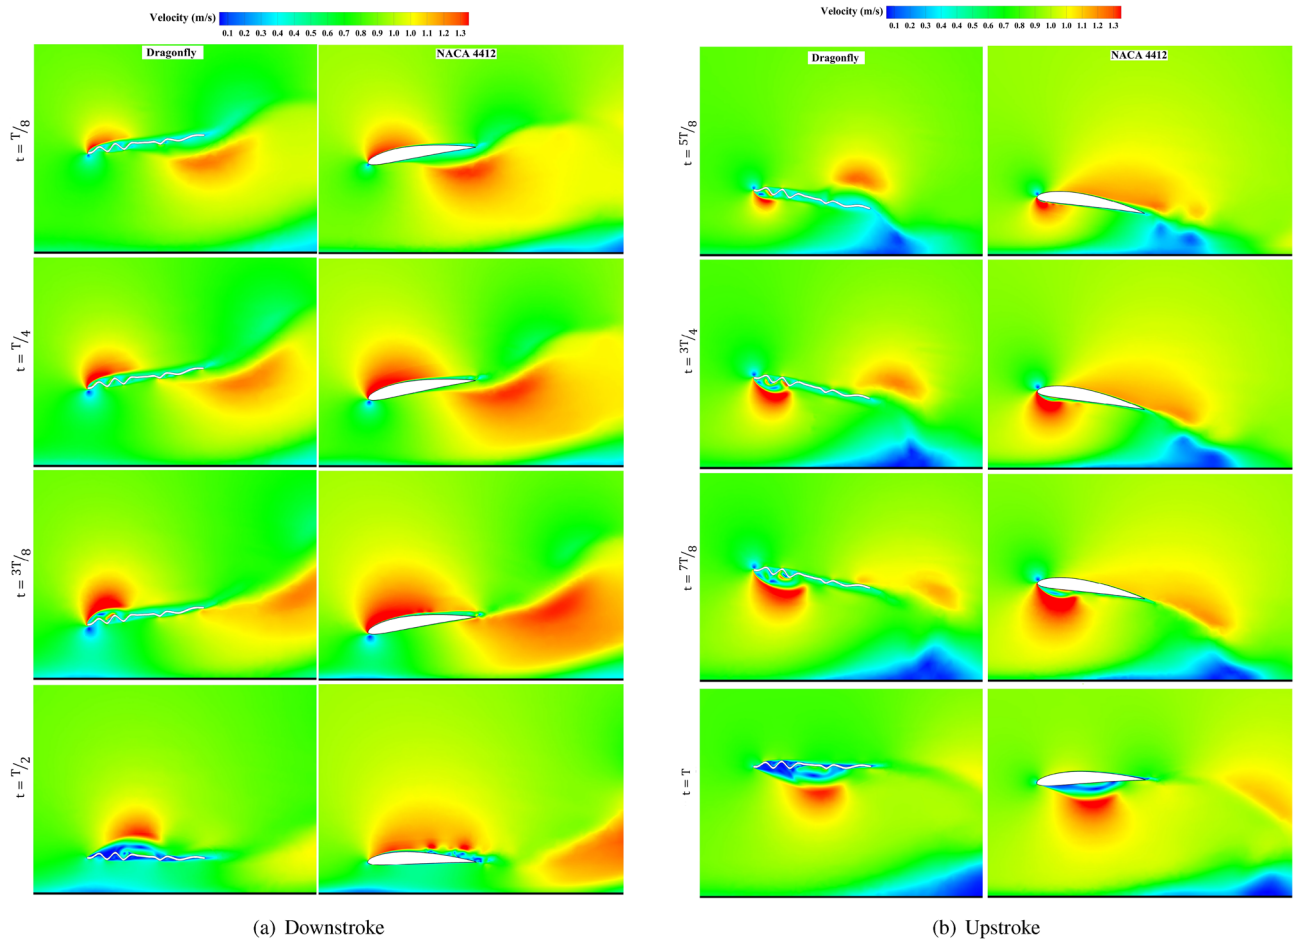 Velocity (m/s)
0.1 0.2 0.3 0.4 0.5 0.6 0.7 0.8 0.9 1.0 1.0 1.1 1.2 1.3
Dragonfly
NACA 4412
t = T/8
t = T/4
t = 3T/8
t = T/2
(a) Downstroke
Velocity (m/s)
0.1 0.2 0.3 0.4 0.4 0.5 0.6 0.7 0.8 0.9 1.0 1.0 1.1 1.2 1.3
Dragonfly
NACA 4412
t = 5T/8
t = 3T/4
t = 7T/8
t = T
(b) Upstroke